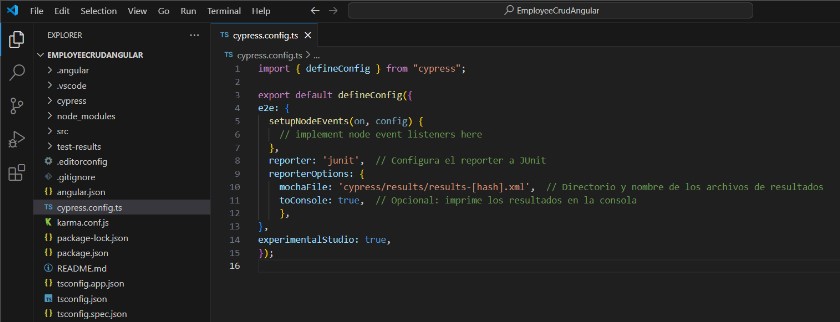 File Edit Selection View Go Run Terminal Help EmployeeCrudAngular
EXPLORER ...
EMPLOYEECRUDANGULAR
.angular
.vscode
cypress
node_modules
src
test-results
.editorconfig
.gitignore
angular.json
TS cypress.config.ts
karma.conf.js
package-lock.json
package.json
README.md
tsconfig.app.json
tsconfig.json
tsconfig.spec.json
TS cypress.config.ts
TS cypress.config.ts > ...
1 import { defineConfig } from "cypress";
2
3 export default defineConfig({
4 e2e: {
5 setupNodeEvents(on, config) {
6 // implement node event listeners here
7 },
8 reporter: 'junit', // Configura el reporter a JUnit
9 reporterOptions: {
10 mochaFile: 'cypress/results/results-[hash].xml', // Directorio y nombre de los archivos de resultados
11 toConsole: true, // Opcional: imprime los resultados en la consola
12 },
13 },
14 experimentalStudio: true,
15 });
16